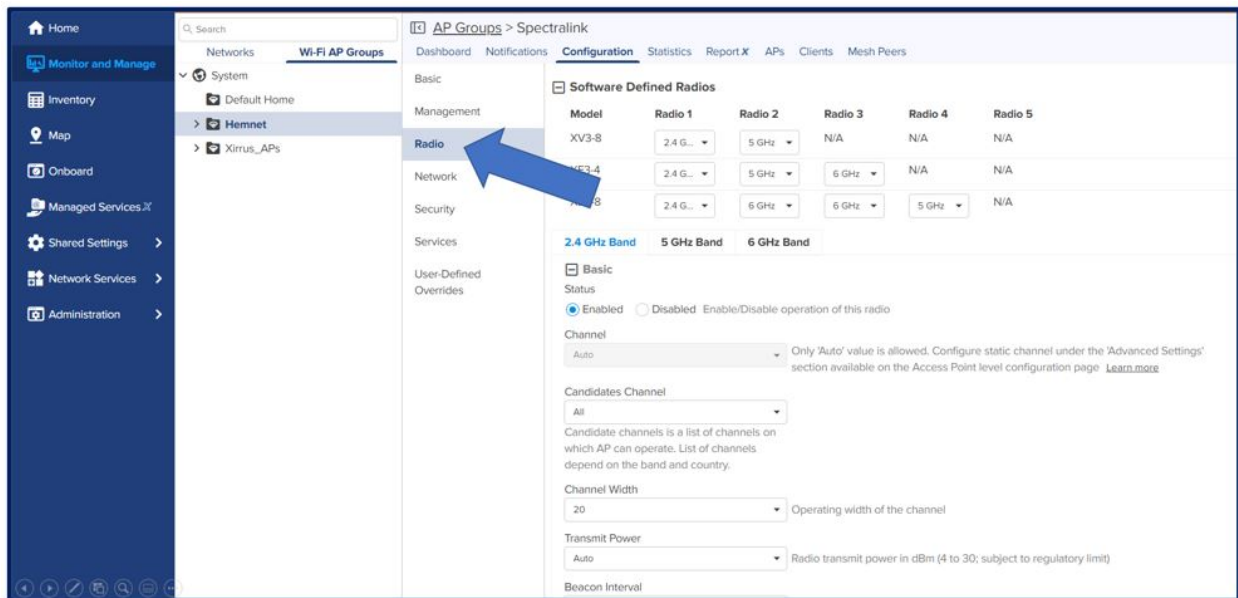 Home
Monitor and Manage
Inventory
Map
Onboard
Managed Services X
Shared Settings
Network Services
Administration
Search
Networks Wi-Fi AP Groups
System
Default Home
Hemnet
Xirrus_APs
AP Groups > Spectralink
Dashboard Notifications Configuration Statistics Report X APs Clients Mesh Peers
Basic
Management
Radio
Network
Security
Services
User-Defined
Overrides
Software Defined Radios
Model Radio 1 Radio 2 Radio 3 Radio 4 Radio 5
XV3-8 2.4 G... 5 GHz N/A N/A N/A
2.4 G... 5 GHz 6 GHz N/A N/A
2.4 G... 6 GHz 6 GHz 5 GHz N/A
2.4 GHz Band 5 GHz Band 6 GHz Band
Basic
Status
Enabled Disabled Enable/Disable operation of this radio
Channel
Auto Only 'Auto' value is allowed. Configure static channel under the 'Advanced Settings'
section available on the Access Point level configuration page Learn more
Candidates Channel
All
Candidate channels is a list of channels on
which AP can operate. List of channels
depend on the band and country.
Channel Width
20 Operating width of the channel
Transmit Power
Auto Radio transmit power in dBm (4 to 30; subject to regulatory limit)
Beacon Interval